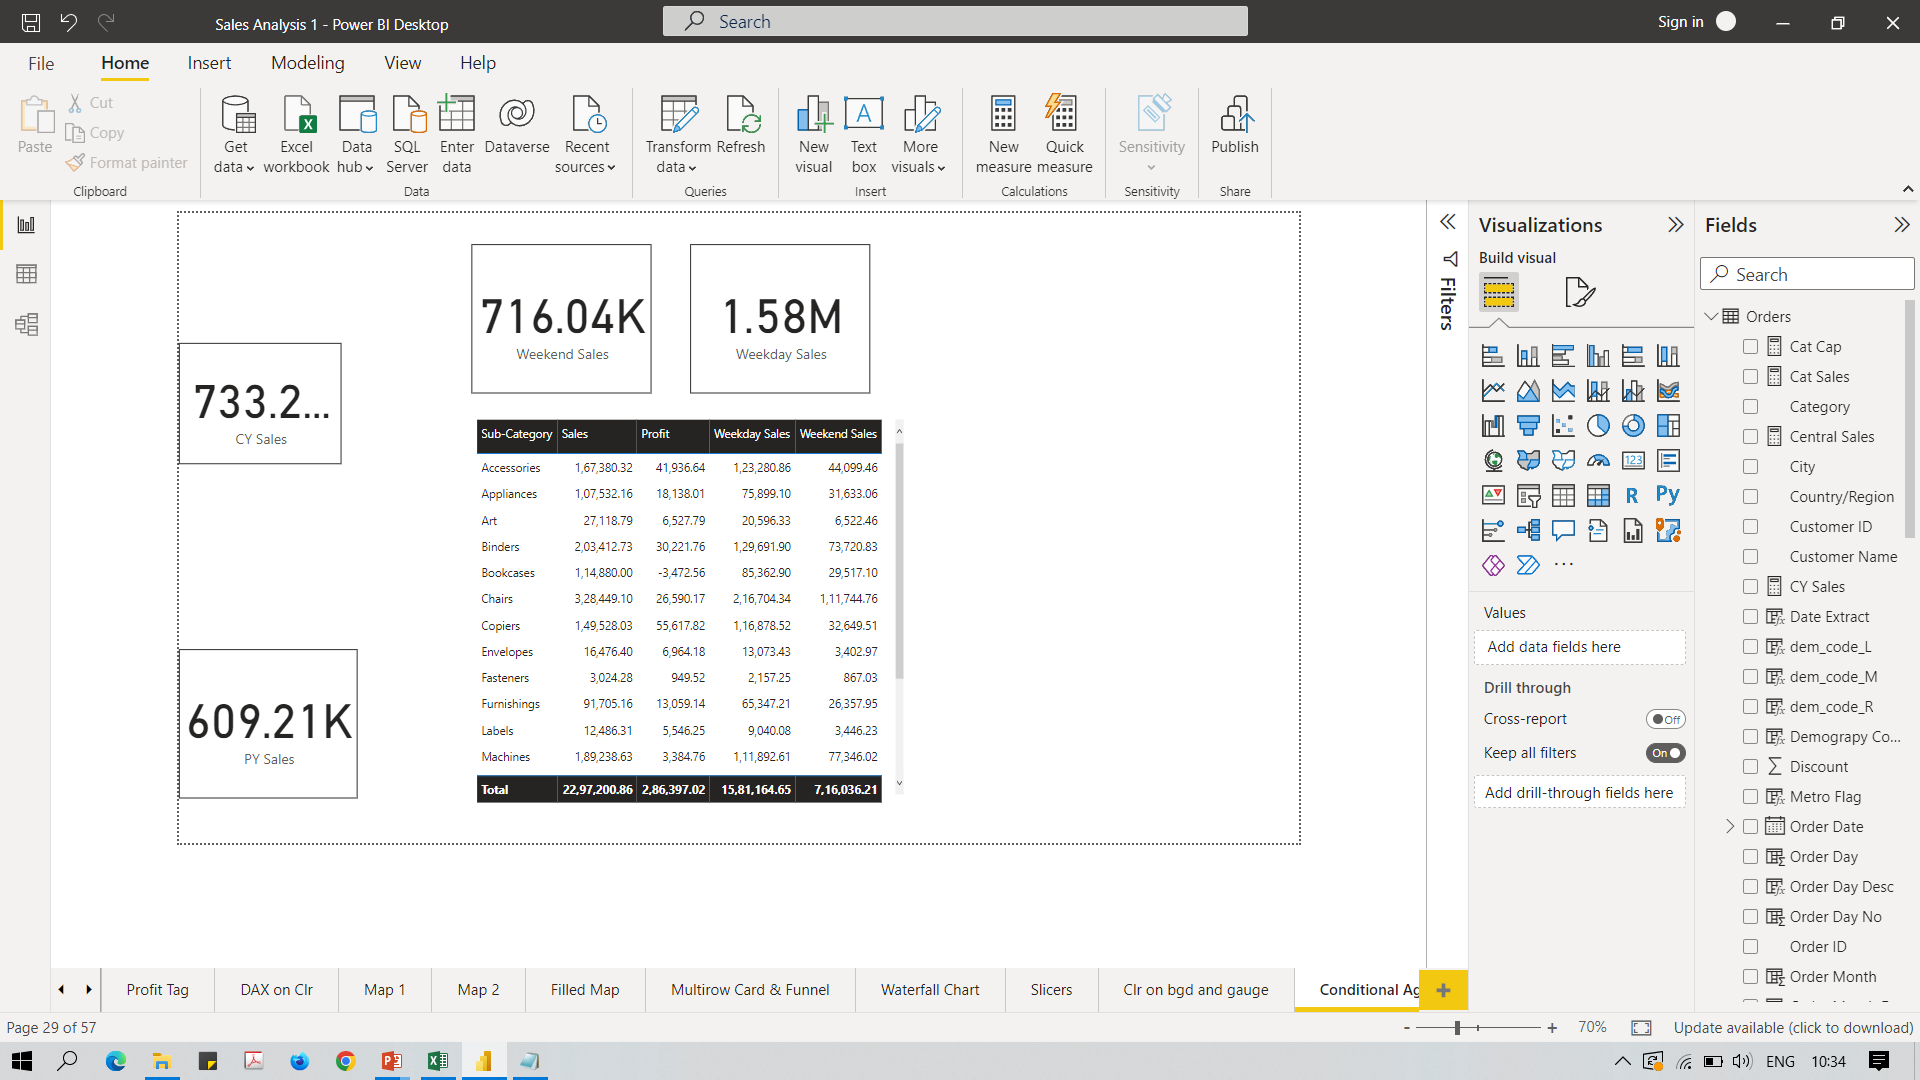 Sales Analysis 1 - Power BI Desktop
Search
Sign in
File Home Insert Modeling View Help
Paste
Cut
Copy
Format painter
Clipboard
Get data
Excel workbook
Data hub
SQL Server
Enter data
Dataverse
Recent sources
Data
Transform data
Refresh
Queries
New visual
Text box
More visuals
Insert
New measure
Quick measure
Calculations
Sensitivity
Sensitivity
Publish
Share
716.04K
Weekend Sales
1.58M
Weekday Sales
733.2...
CY Sales
609.21K
PY Sales
Sub-Category Sales Profit Weekday Sales Weekend Sales
Accessories 1,67,380.32 41,936.64 1,23,280.86 44,099.46
Appliances 1,07,532.16 18,138.01 75,899.10 31,633.06
Art 27,118.79 6,527.79 20,596.33 6,522.46
Binders 2,03,412.73 30,221.76 1,29,691.90 73,720.83
Bookcases 1,14,880.00 -3,472.56 85,362.90 29,517.10
Chairs 3,28,449.10 26,590.17 2,16,704.34 1,11,744.76
Copiers 1,49,528.03 55,617.82 1,16,878.52 32,649.51
Envelopes 16,476.40 6,964.18 13,073.43 3,402.97
Fasteners 3,024.28 949.52 2,157.25 867.03
Furnishings 91,705.16 13,059.14 65,347.21 26,357.95
Labels 12,486.31 5,546.25 9,040.08 3,446.23
Machines 1,89,238.63 3,384.76 1,11,892.61 77,346.02
Total 22,97,200.86 2,86,397.02 15,81,164.65 7,16,036.21
Filters
Visualizations
Build visual
123
R
Py
...
Values
Add data fields here
Drill through
Cross-report Off
Keep all filters On
Add drill-through fields here
Fields
Search
Orders
Cat Cap
Cat Sales
Category
Central Sales
City
Country/Region
Customer ID
Customer Name
CY Sales
Date Extract
dem_code_L
dem_code_M
dem_code_R
Demograpy Co...
Discount
Metro Flag
Order Date
Order Day
Order Day Desc
Order Day No
Order ID
Order Month
Profit Tag
DAX on Clr
Map 1
Map 2
Filled Map
Multirow Card & Funnel
Waterfall Chart
Slicers
Clr on bgd and gauge
Conditional Ag
Page 29 of 57
- + 70%
Update available (click to download)
ENG 10:34